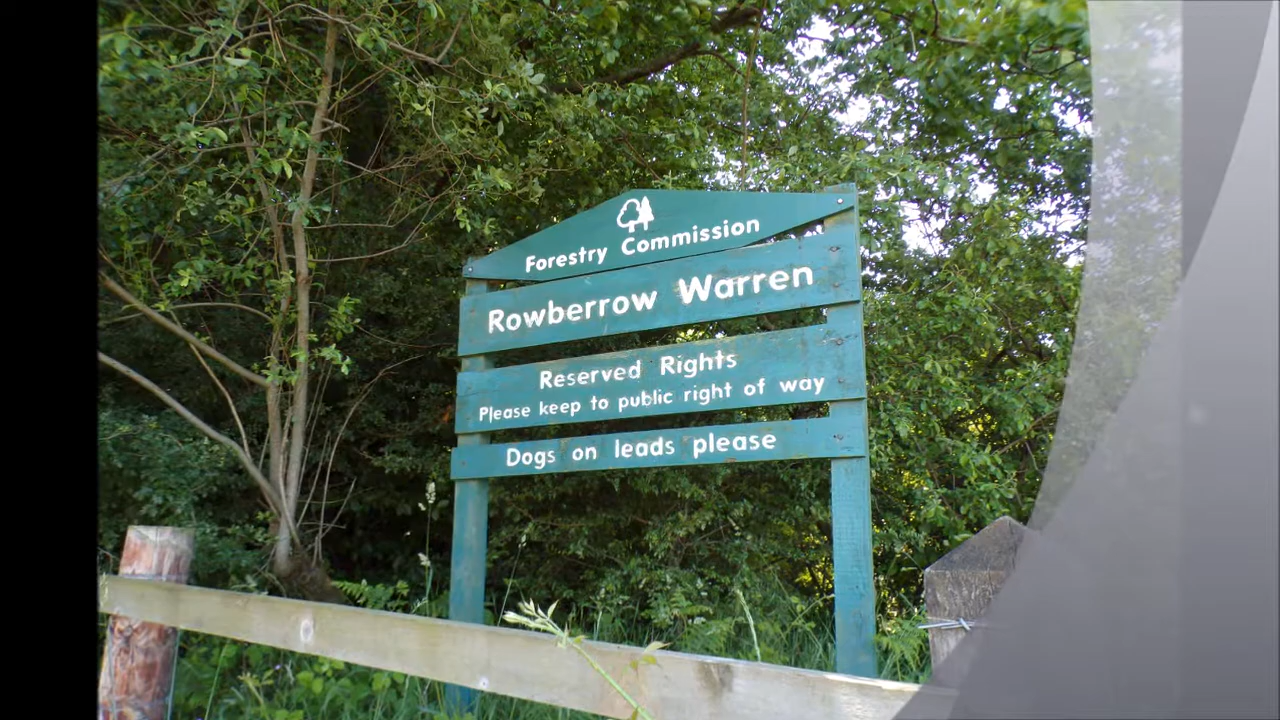 Forestry Commission
Rowberrow Warren
Reserved Rights
Please keep to public right of way
Dogs on leads please